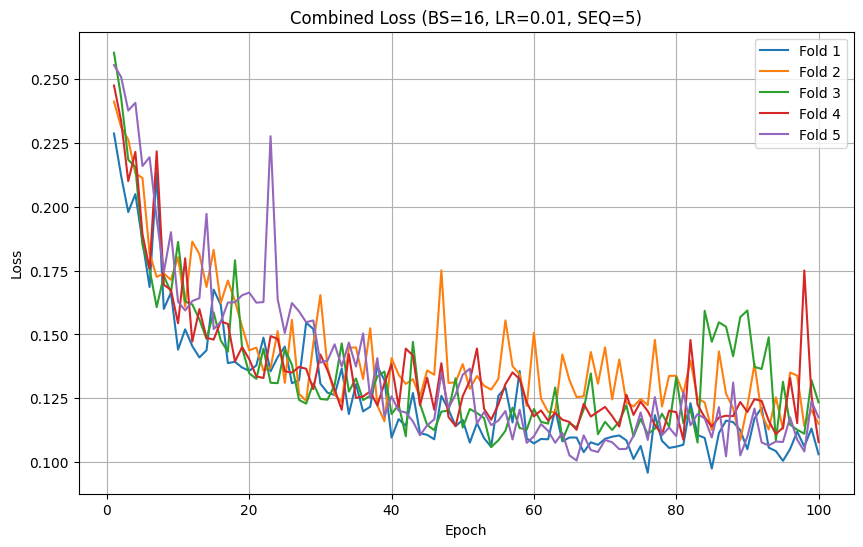 Combined Loss (BS=16, LR=0.01, SEQ=5)
Fold 1
Fold 2
Fold 3
Fold 4
Fold 5
Loss
0.250
0.225
0.200
0.175
0.150
0.125
0.100
0
20
40
60
80
100
Epoch